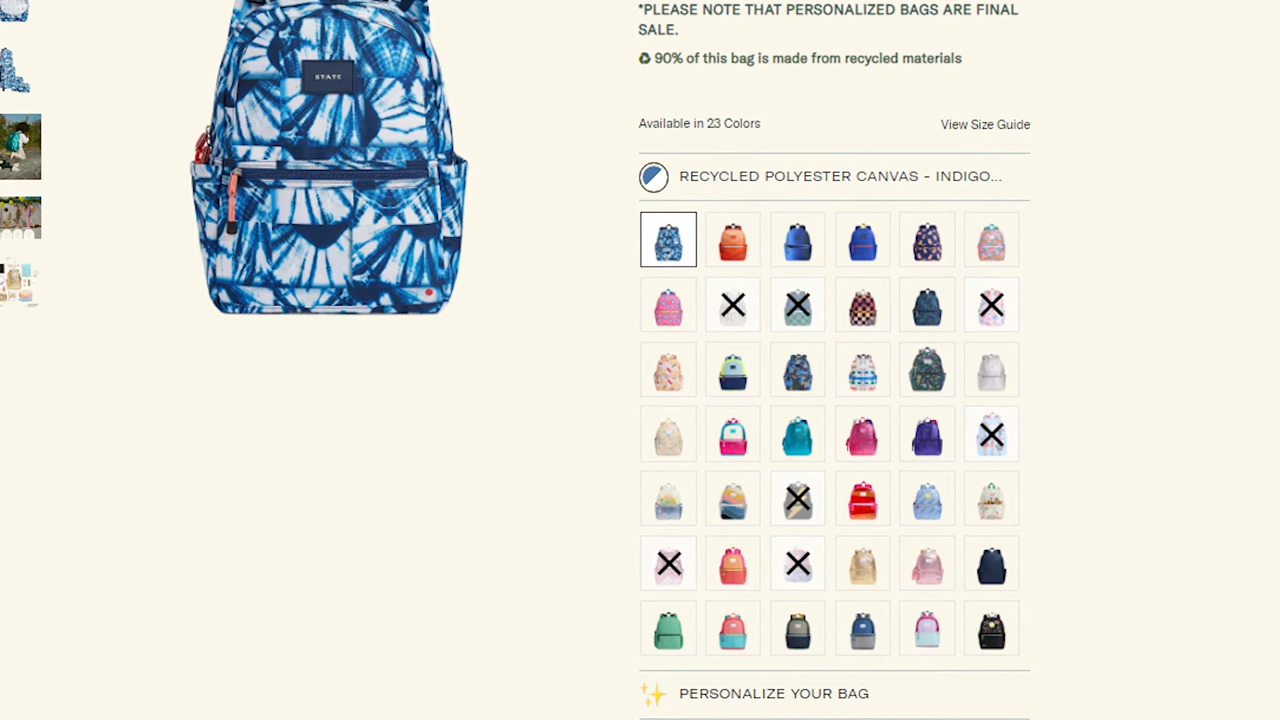 *PLEASE NOTE THAT PERSONALIZED BAGS ARE FINAL
SALE.
♻ 90% of this bag is made from recycled materials
STATE
Available in 23 Colors
View Size Guide
RECYCLED POLYESTER CANVAS - INDIGO...
PERSONALIZE YOUR BAG